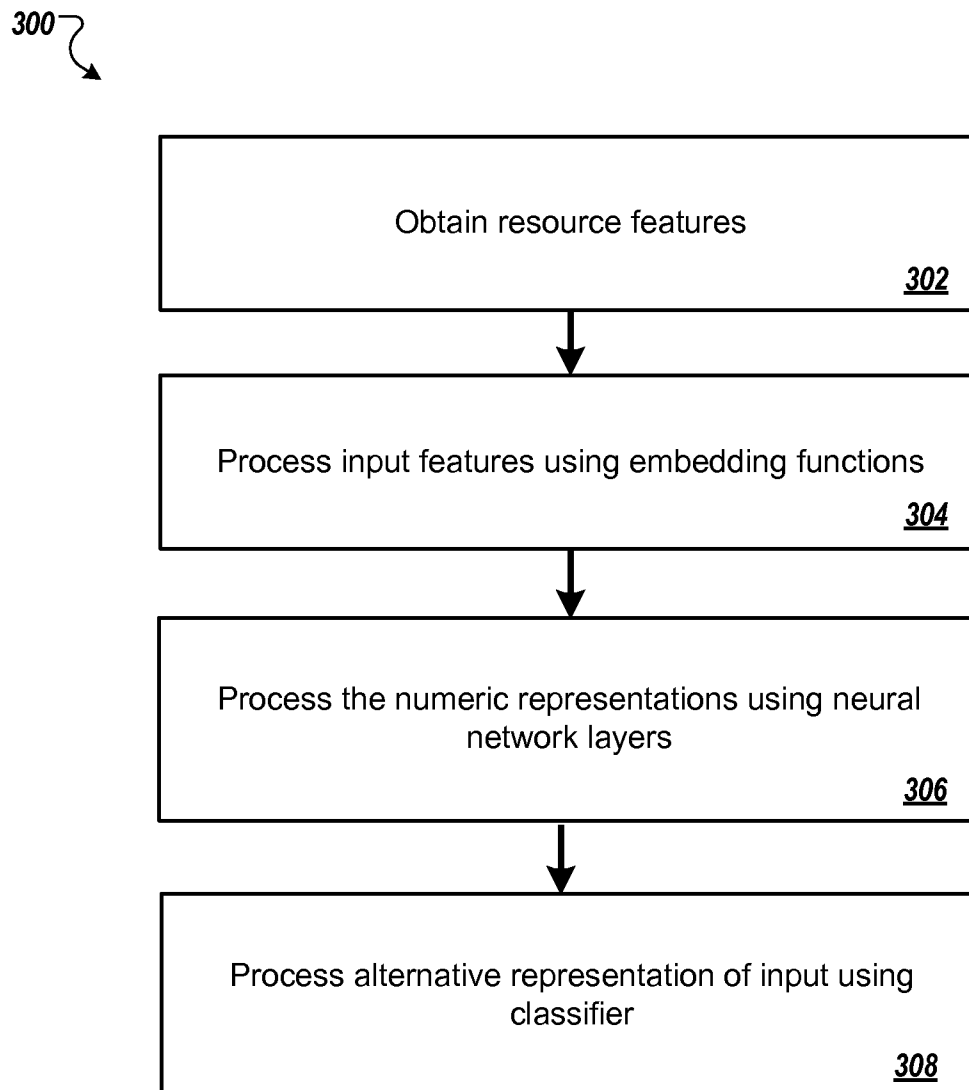 300
Obtain resource features
302
Process input features using embedding functions
304
Process the numeric representations using neural
network layers
306
Process alternative representation of input using
classifier
308